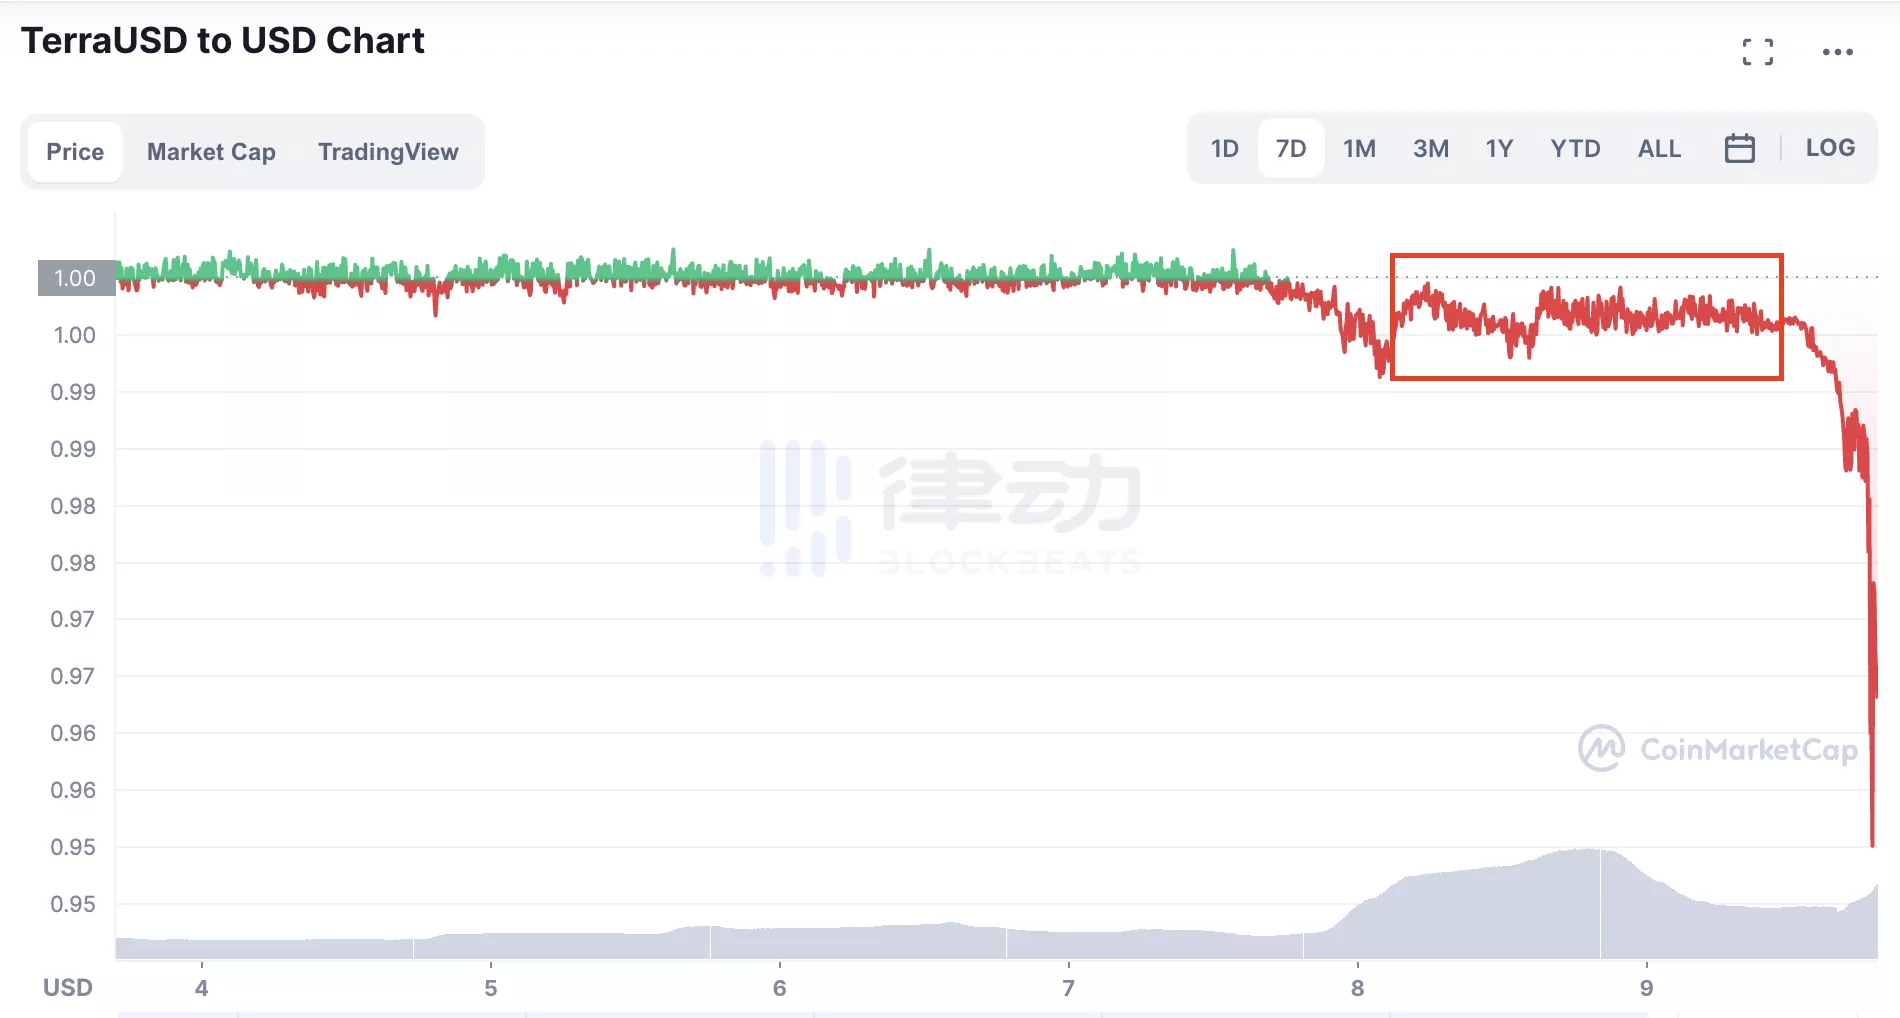 TerraUSD to USD Chart
Price Market Cap TradingView
1D 7D 1M 3M 1Y YTD ALL LOG
1.00
1.00
0.99
0.99
0.98
0.98
0.97
0.97
0.96
0.96
0.95
0.95
律动
BLOCKBEATS
CoinMarketCap
USD 4 5 6 7 8 9